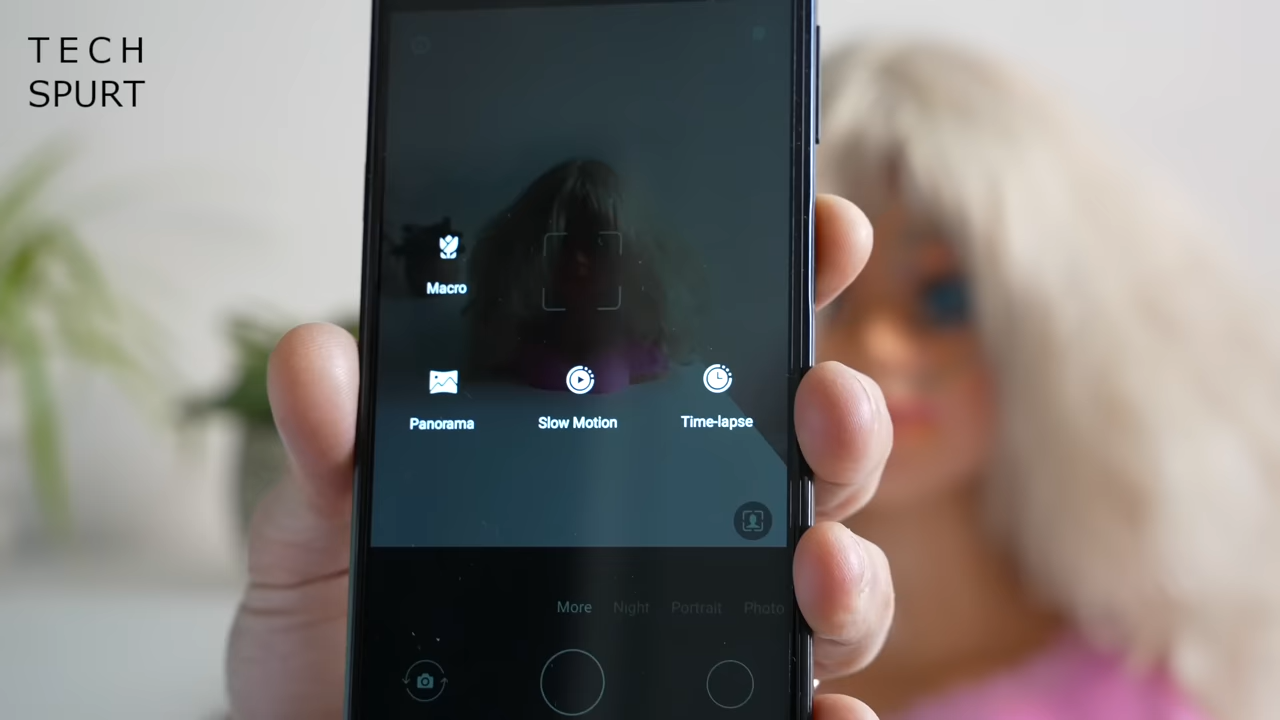 TECH
SPURT
Macro
Panorama Slow Motion Time-lapse
More Night Portrait Photo